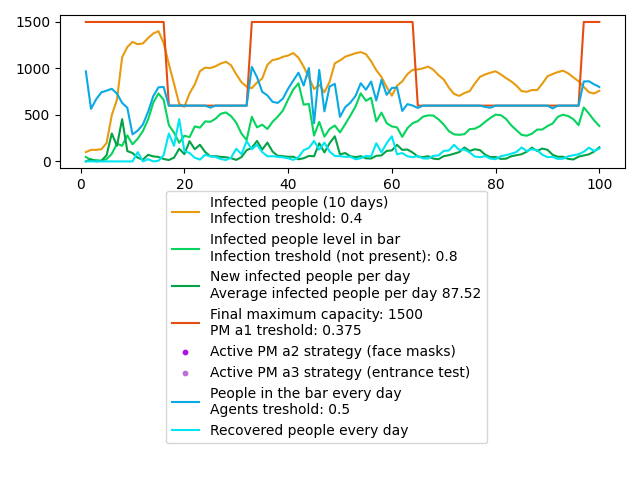 1500
1000
500
0
0 20 40 60 80 100
Infected people (10 days)
Infection treshold: 0.4
Infected people level in bar
Infection treshold (not present): 0.8
New infected people per day
Average infected people per day 87.52
Final maximum capacity: 1500
PM a1 treshold: 0.375
Active PM a2 strategy (face masks)
Active PM a3 strategy (entrance test)
People in the bar every day
Agents treshold: 0.5
Recovered people every day